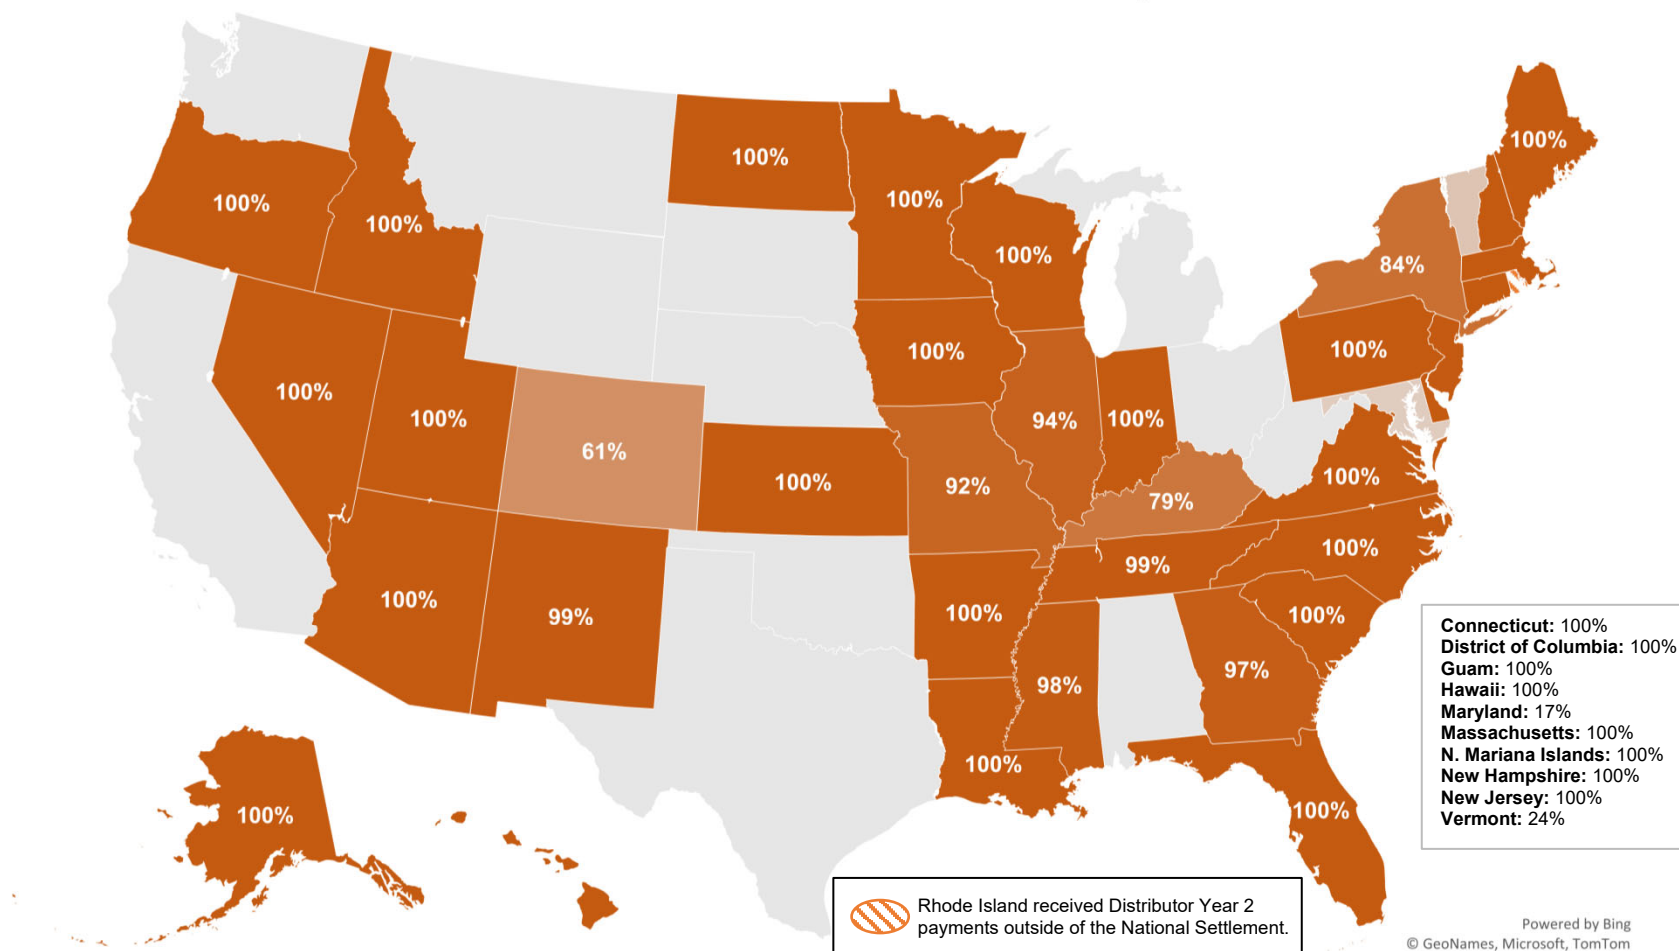 100%
100%
100%
100%
100%
100%
84%
100%
100%
100%
100%
100%
61%
100%
94%
100%
92%
79%
100%
100%
99%
99%
100%
100%
100%
98%
97%
100%
100%
100%
100%
Connecticut: 100%
District of Columbia: 100%
Guam: 100%
Hawaii: 100%
Maryland: 17%
Massachusetts: 100%
N. Mariana Islands: 100%
New Hampshire: 100%
New Jersey: 100%
Vermont: 24%
Rhode Island received Distributor Year 2
payments outside of the National Settlement.
Powered by Bing
© GeoNames, Microsoft, TomTom